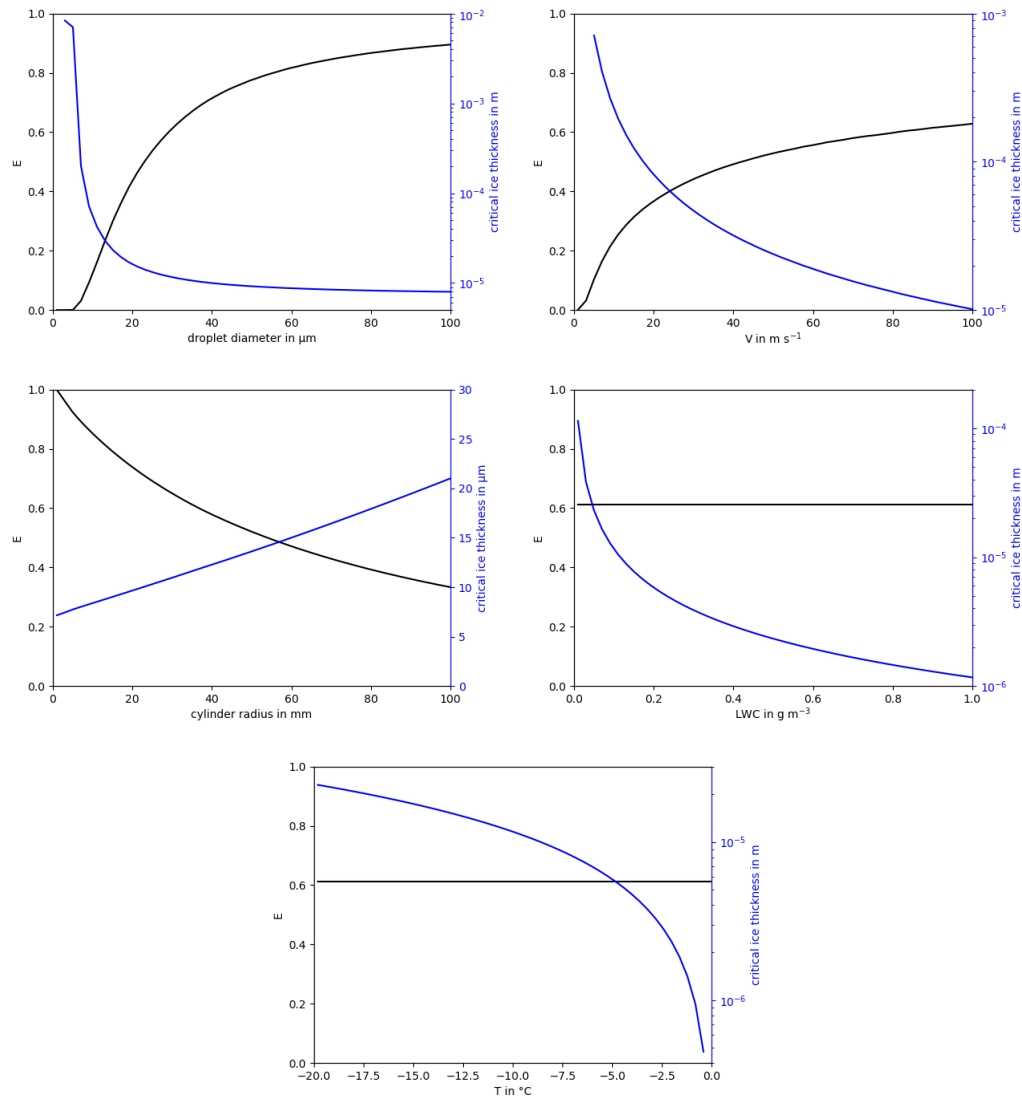 1.0
0.8
0.6
0.4
0.2
0.0
E
0 20 40 60 80 100
droplet diameter in µm
10⁻²
10⁻³
10⁻⁴
10⁻⁵
critical ice thickness in m
1.0
0.8
0.6
0.4
0.2
0.0
E
0 20 40 60 80 100
V in m s⁻¹
10⁻³
10⁻⁴
10⁻⁵
critical ice thickness in m
1.0
0.8
0.6
0.4
0.2
0.0
E
0 20 40 60 80 100
cylinder radius in mm
30
25
20
15
10
5
0
critical ice thickness in µm
1.0
0.8
0.6
0.4
0.2
0.0
E
0.0 0.2 0.4 0.6 0.8 1.0
LWC in g m⁻³
10⁻⁴
10⁻⁵
10⁻⁶
critical ice thickness in m
1.0
0.8
0.6
0.4
0.2
0.0
E
−20.0 −17.5 −15.0 −12.5 −10.0 −7.5 −5.0 −2.5 0.0
T in °C
10⁻⁵
10⁻⁶
critical ice thickness in m